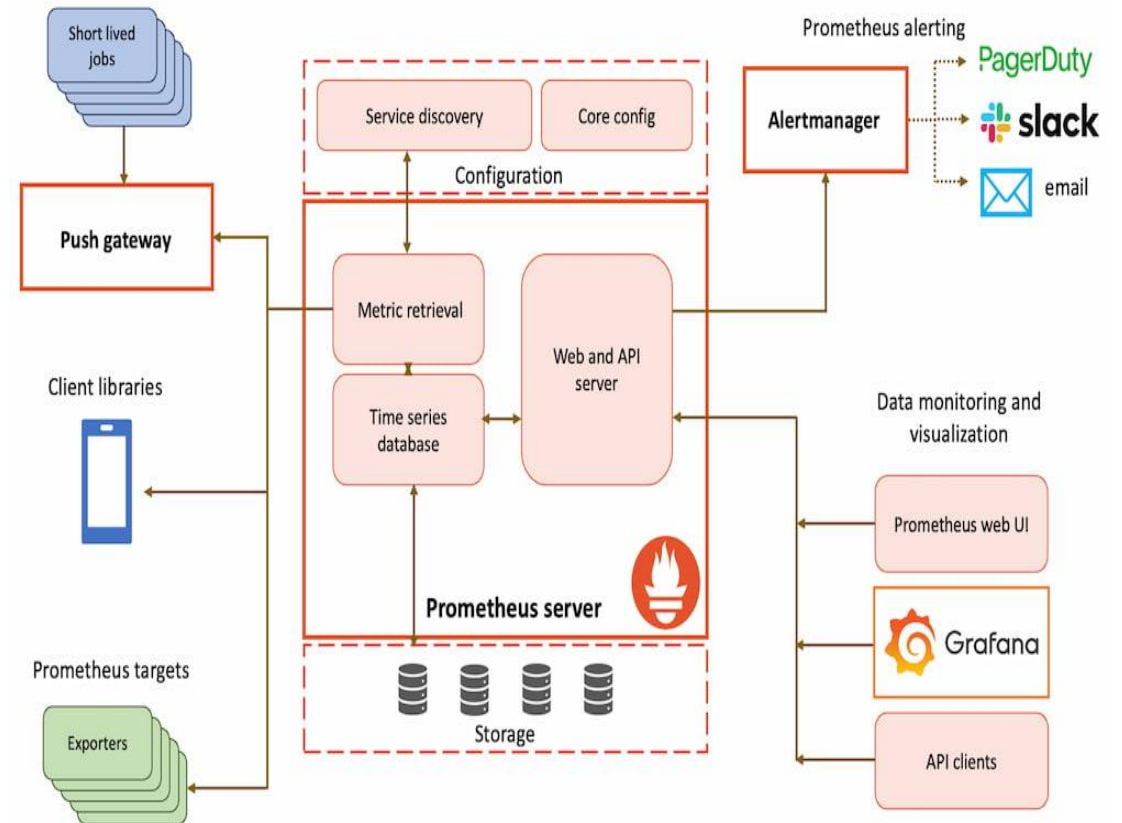 Short lived
jobs
Push gateway
Client libraries
Prometheus targets
Exporters
Service discovery
Core config
Configuration
Metric retrieval
Time series
database
Web and API
server
Prometheus server
Storage
Prometheus alerting
Alertmanager
PagerDuty
slack
email
Data monitoring and
visualization
Prometheus web UI
Grafana
API clients